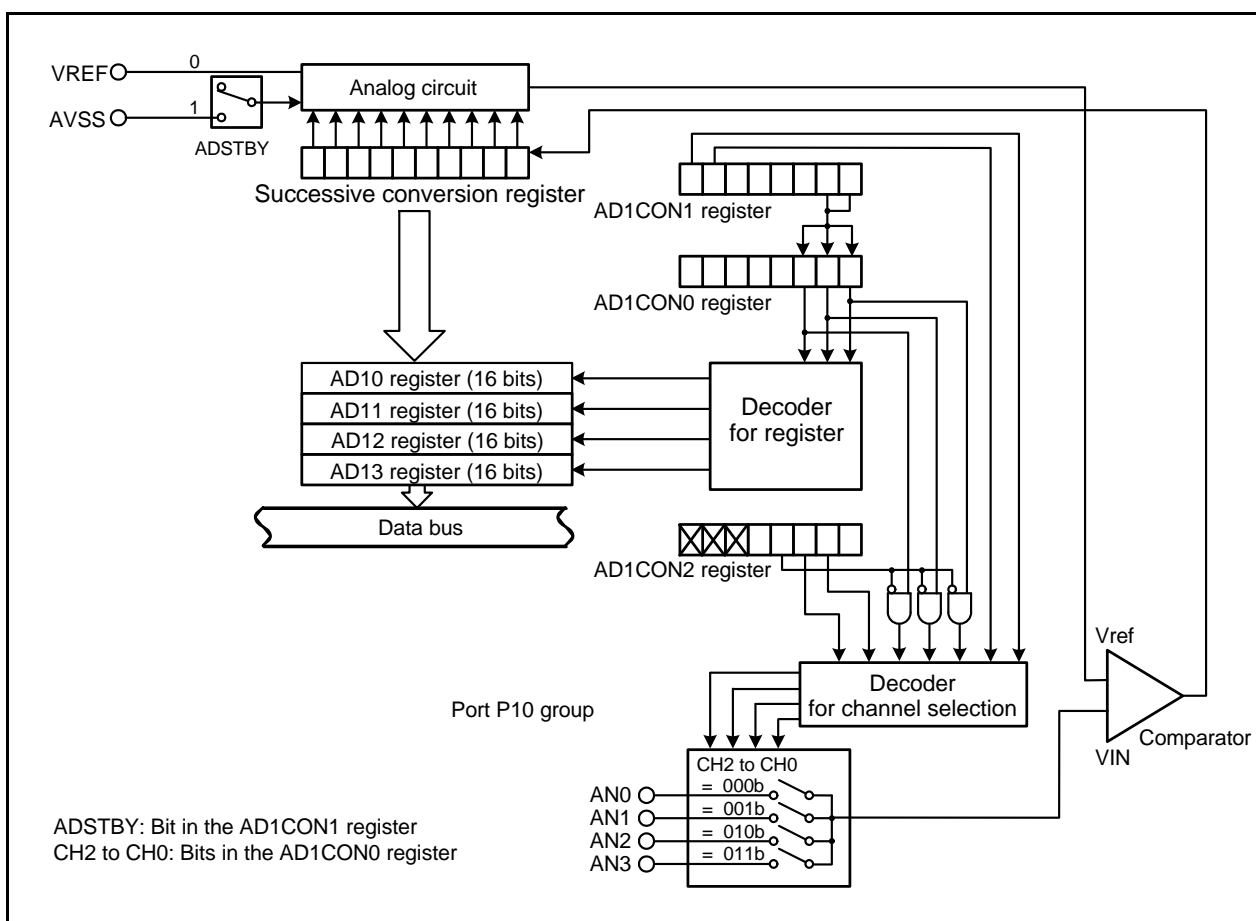 VREF
0
Analog circuit
AVSS
1
ADSTBY
Successive conversion register
AD1CON1 register
AD1CON0 register
AD10 register (16 bits)
AD11 register (16 bits)
AD12 register (16 bits)
AD13 register (16 bits)
Decoder
for register
Data bus
AD1CON2 register
Vref
Decoder
for channel selection
Port P10 group
Comparator
VIN
CH2 to CH0
AN0
= 000b
AN1
= 001b
AN2
= 010b
AN3
= 011b
ADSTBY: Bit in the AD1CON1 register
CH2 to CH0: Bits in the AD1CON0 register